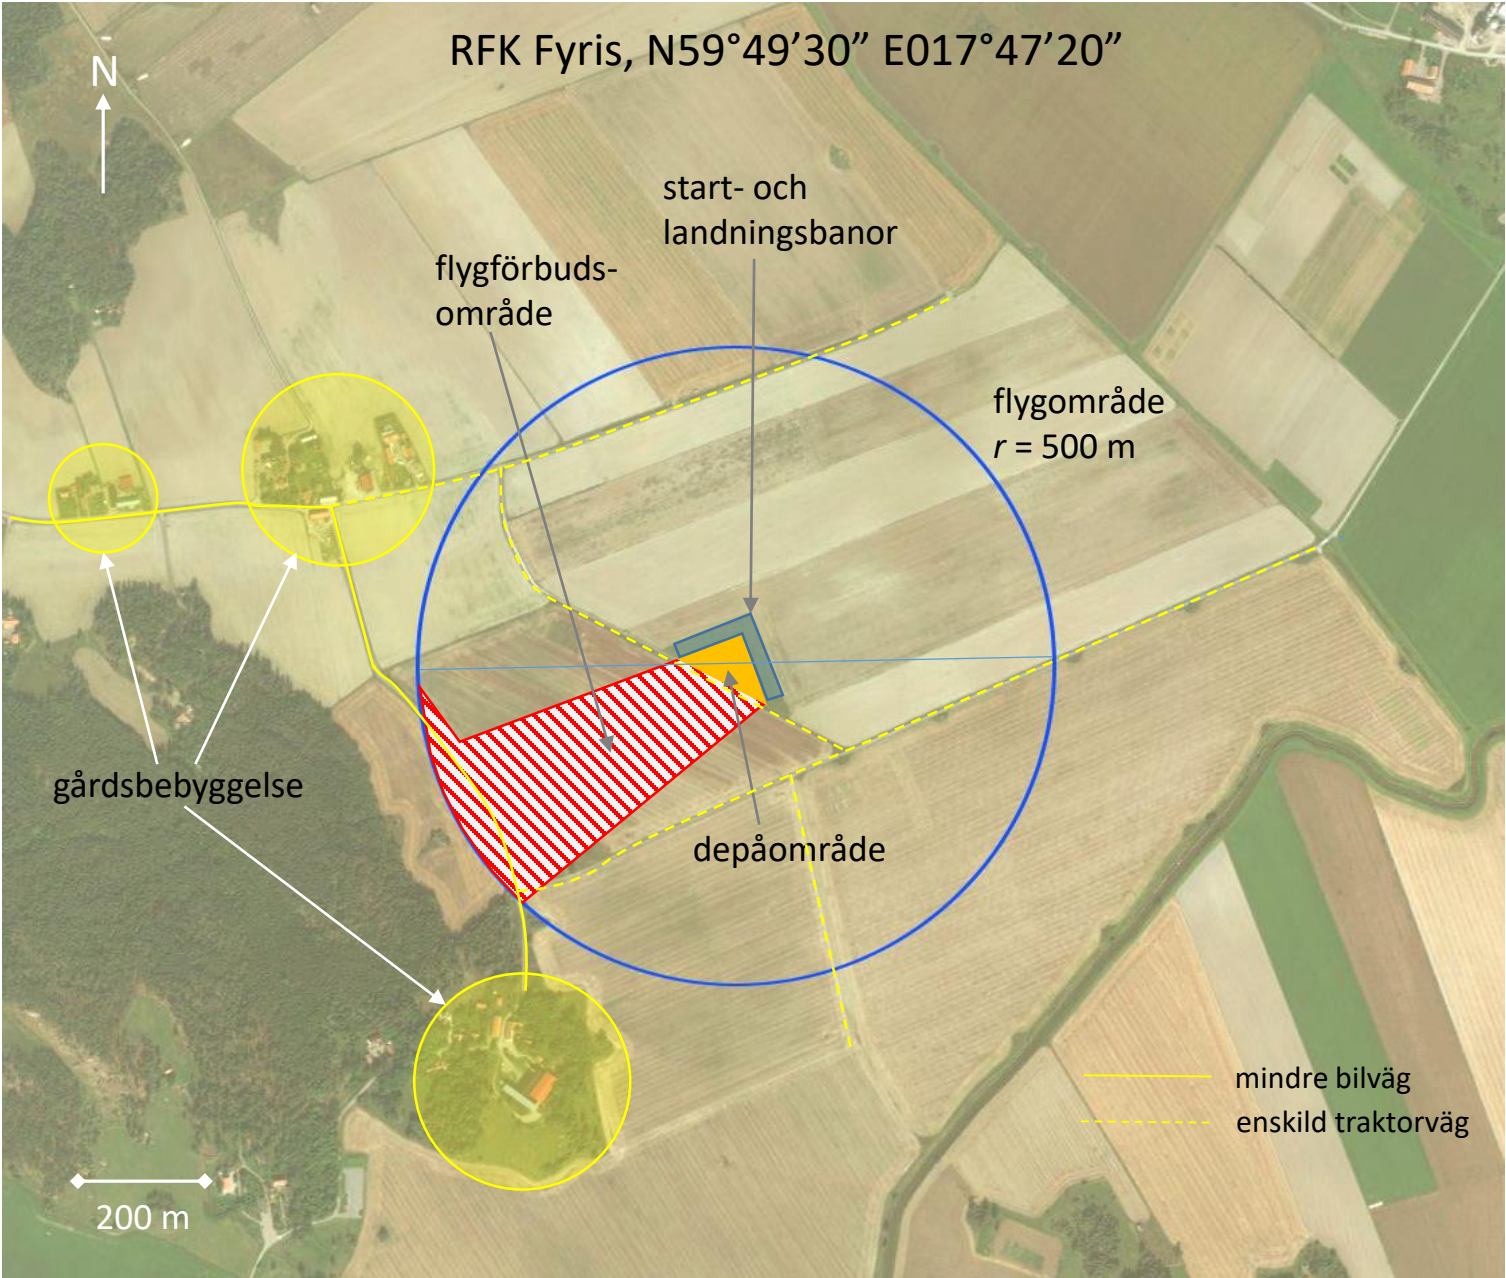 RFK Fyris, N59°49’30” E017°47’20”
N
start- och
landningsbanor
flygförbuds-
område
flygområde
r = 500 m
gårdsbebyggelse
depåområde
mindre bilväg
enskild traktorväg
200 m